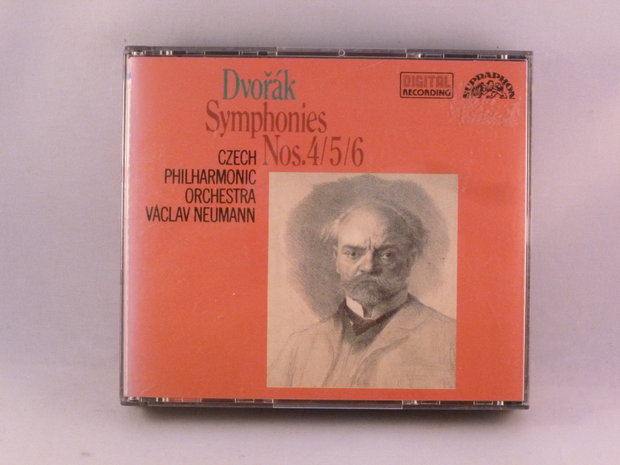 Dvořák
Symphonies
Nos.4/5/6
CZECH
PHILHARMONIC
ORCHESTRA
VÁCLAV NEUMANN
DIGITAL
RECORDING
SUPRAPHON